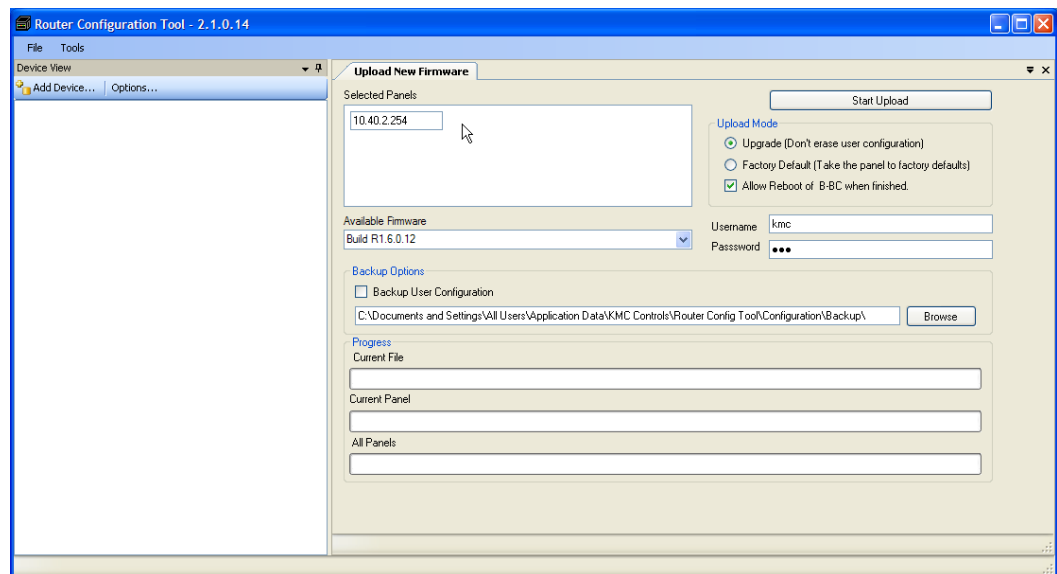 Router Configuration Tool - 2.1.0.14
File Tools
Device View
Add Device... Options...
Upload New Firmware
Selected Panels
10.40.2.254
Start Upload
Upload Mode
Upgrade (Don't erase user configuration)
Factory Default (Take the panel to factory defaults)
Allow Reboot of B-BC when finished.
Available Firmware
Build R1.6.0.12
Username kmc
Passsword •••
Backup Options
Backup User Configuration
C:\Documents and Settings\All Users\Application Data\KMC Controls\Router Config Tool\Configuration\Backup\ Browse
Progress
Current File
Current Panel
All Panels